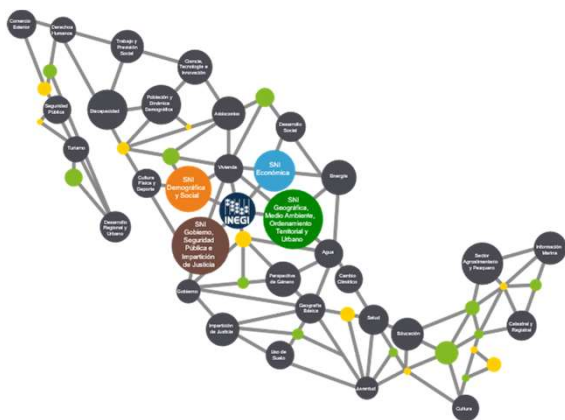 Comercio
Exterior
Derechos
Humanos
Trabajo y
Previsión
Social
Ciencia,
Tecnología e
Innovación
Seguridad
Pública
Discapacidad
Población y
Dinámica
Demográfica
Adolescentes
Desarrollo
Social
Turismo
Cultura
Física y
Deporte
SNI
Demográfica
y Social
Vivienda
SNI
Económica
Energía
Desarrollo
Regional y
Urbano
SNI
Gobierno,
Seguridad
Pública e
Impartición
de Justicia
INEGI
SNI
Geográfica,
Medio Ambiente,
Ordenamiento
Territorial y
Urbano
Agua
Gobierno
Perspectiva
de Género
Cambio
Climático
Sector
Agroalimentario
y Pesquero
Información
Marina
Impartición
de Justicia
Geografía
Básica
Salud
Educación
Catastral y
Registral
Uso de
Suelo
Juventud
Cultura